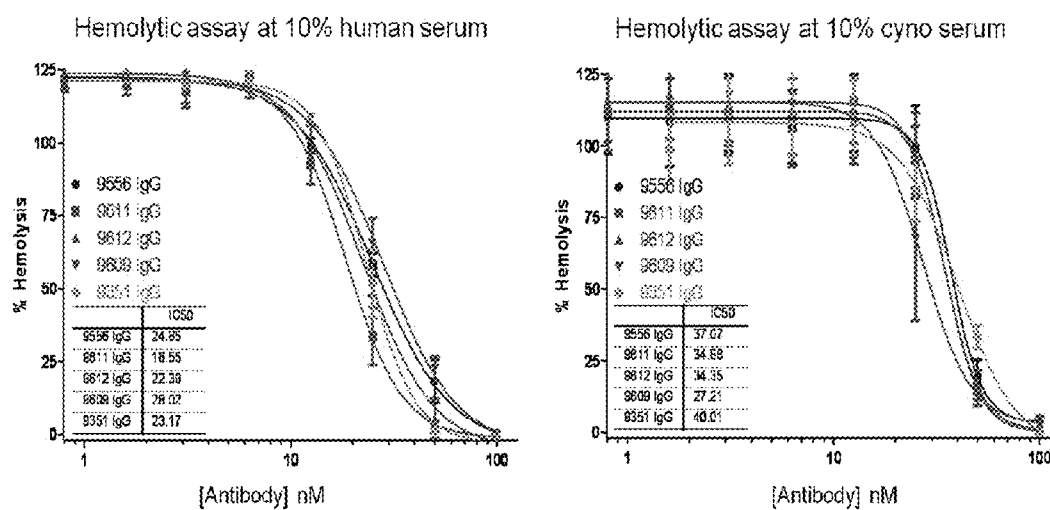 Hemolytic assay at 10% human serum
125
100
75
50
25
0
% Hemolysis
9556 IgG
9611 IgG
9612 IgG
9609 IgG
9351 IgG
IC50
9556 IgG 24.65
9611 IgG 18.55
9612 IgG 22.39
9609 IgG 28.02
9351 IgG 23.17
1
10
100
[Antibody] nM
Hemolytic assay at 10% cyno serum
125
100
75
50
25
0
% Hemolysis
9556 IgG
9611 IgG
9612 IgG
9609 IgG
9351 IgG
IC50
9556 IgG 37.07
9611 IgG 34.68
9612 IgG 34.35
9609 IgG 27.21
9351 IgG 40.01
1
10
100
[Antibody] nM